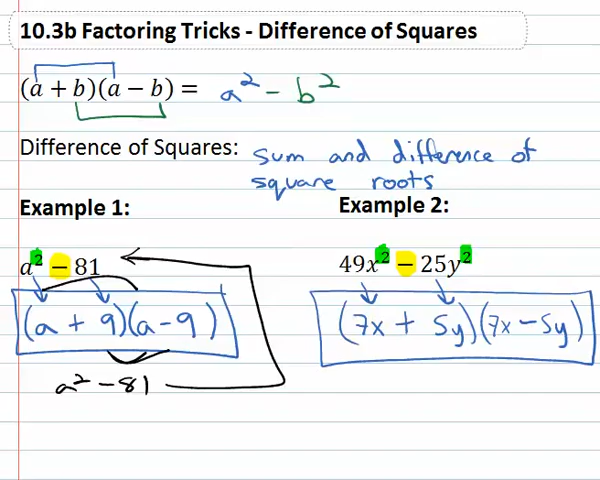 10.3b Factoring Tricks - Difference of Squares
(a + b)(a − b) = a² − b²
Difference of Squares: sum and difference of
square roots
Example 1:
a² − 81
(a + 9)(a − 9)
a² − 81
Example 2:
49x² − 25y²
(7x + 5y)(7x − 5y)